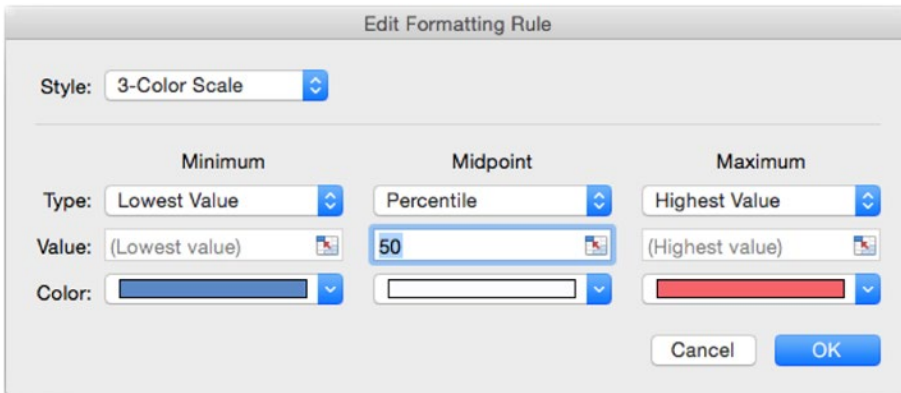 Edit Formatting Rule
Style: 3-Color Scale
Minimum Midpoint Maximum
Type: Lowest Value Percentile Highest Value
Value: (Lowest value) 50 (Highest value)
Color:
Cancel OK